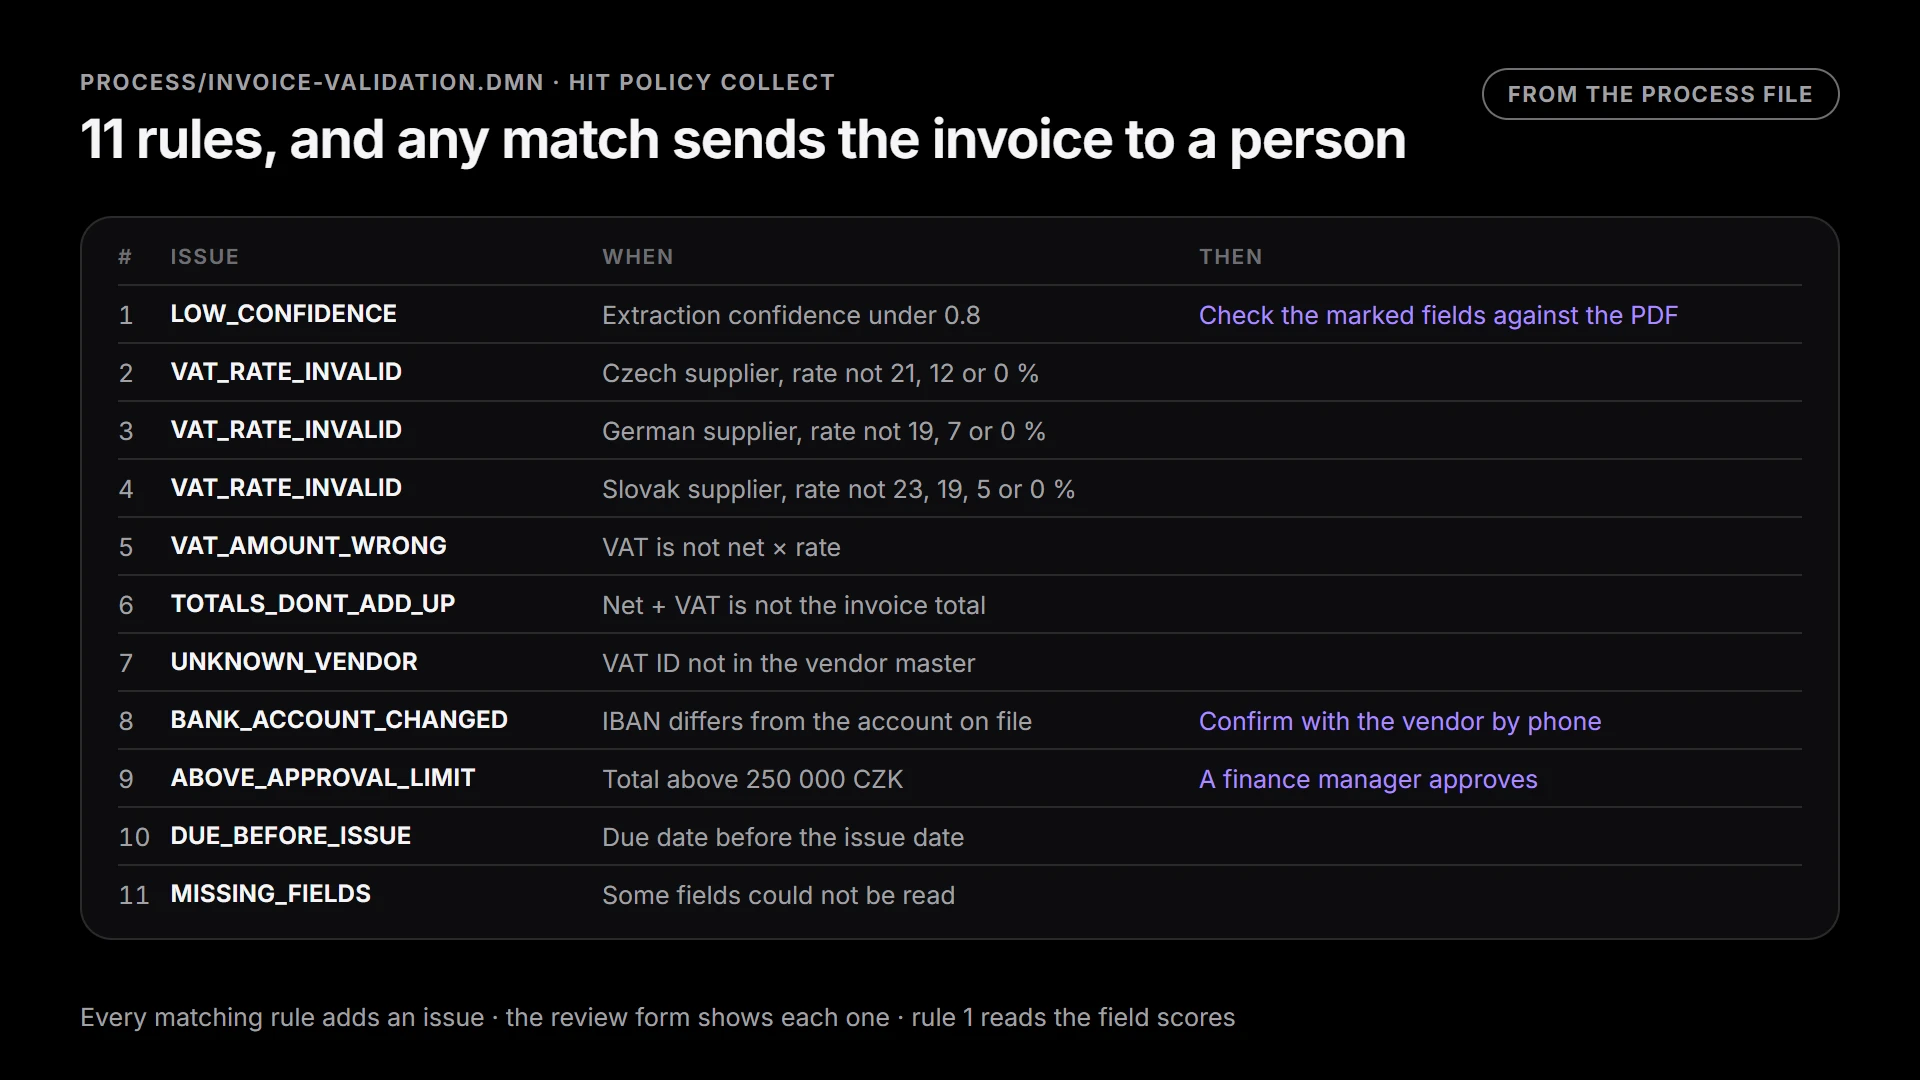 PROCESS/INVOICE-VALIDATION.DMN · HIT POLICY COLLECT
FROM THE PROCESS FILE
11 rules, and any match sends the invoice to a person
# ISSUE WHEN THEN
1 LOW_CONFIDENCE Extraction confidence under 0.8 Check the marked fields against the PDF
2 VAT_RATE_INVALID Czech supplier, rate not 21, 12 or 0 %
3 VAT_RATE_INVALID German supplier, rate not 19, 7 or 0 %
4 VAT_RATE_INVALID Slovak supplier, rate not 23, 19, 5 or 0 %
5 VAT_AMOUNT_WRONG VAT is not net × rate
6 TOTALS_DONT_ADD_UP Net + VAT is not the invoice total
7 UNKNOWN_VENDOR VAT ID not in the vendor master
8 BANK_ACCOUNT_CHANGED IBAN differs from the account on file Confirm with the vendor by phone
9 ABOVE_APPROVAL_LIMIT Total above 250 000 CZK A finance manager approves
10 DUE_BEFORE_ISSUE Due date before the issue date
11 MISSING_FIELDS Some fields could not be read
Every matching rule adds an issue · the review form shows each one · rule 1 reads the field scores